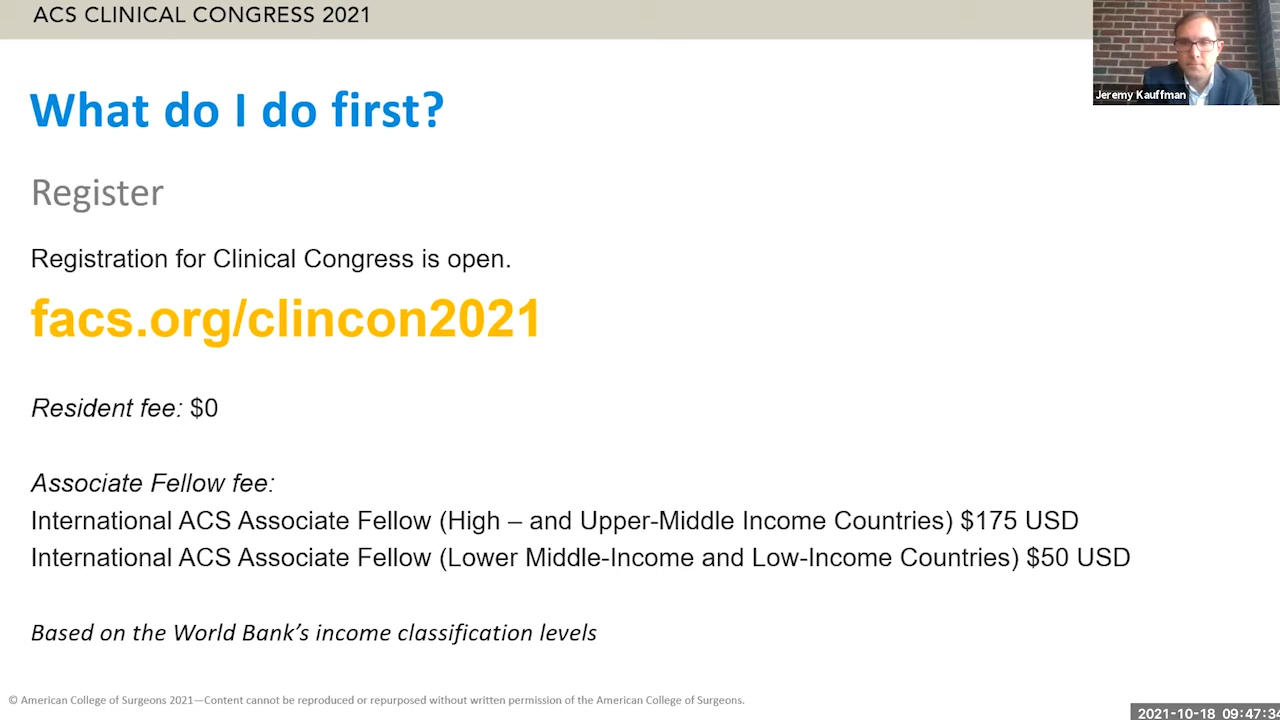 ACS CLINICAL CONGRESS 2021
Jeremy Kauffman
What do I do first?
Register
Registration for Clinical Congress is open.
facs.org/clincon2021
Resident fee: $0
Associate Fellow fee:
International ACS Associate Fellow (High – and Upper-Middle Income Countries) $175 USD
International ACS Associate Fellow (Lower Middle-Income and Low-Income Countries) $50 USD
Based on the World Bank's income classification levels
© American College of Surgeons 2021—Content cannot be reproduced or repurposed without written permission of the American College of Surgeons.
2021-10-18 09:47:34